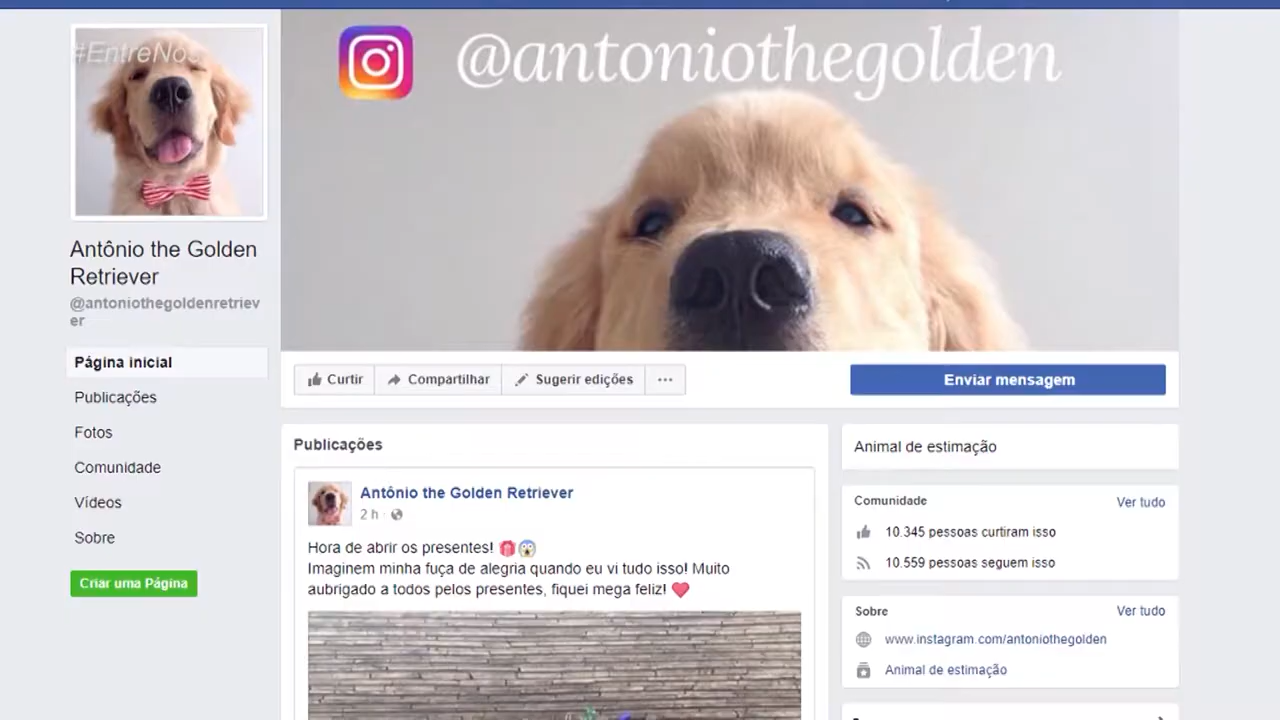 #EntreNós
@antoniothegolden
Antônio the Golden
Retriever
@antoniothegoldenretriev
er
Página inicial
Publicações
Fotos
Comunidade
Vídeos
Sobre
Criar uma Página
Curtir
Compartilhar
Sugerir edições
Enviar mensagem
Publicações
Antônio the Golden Retriever
2 h
Hora de abrir os presentes! 🎁😱
Imaginem minha fuça de alegria quando eu vi tudo isso! Muito
aubrigado a todos pelos presentes, fiquei mega feliz! ❤️
Animal de estimação
Comunidade
Ver tudo
10.345 pessoas curtiram isso
10.559 pessoas seguem isso
Sobre
Ver tudo
www.instagram.com/antoniothegolden
Animal de estimação